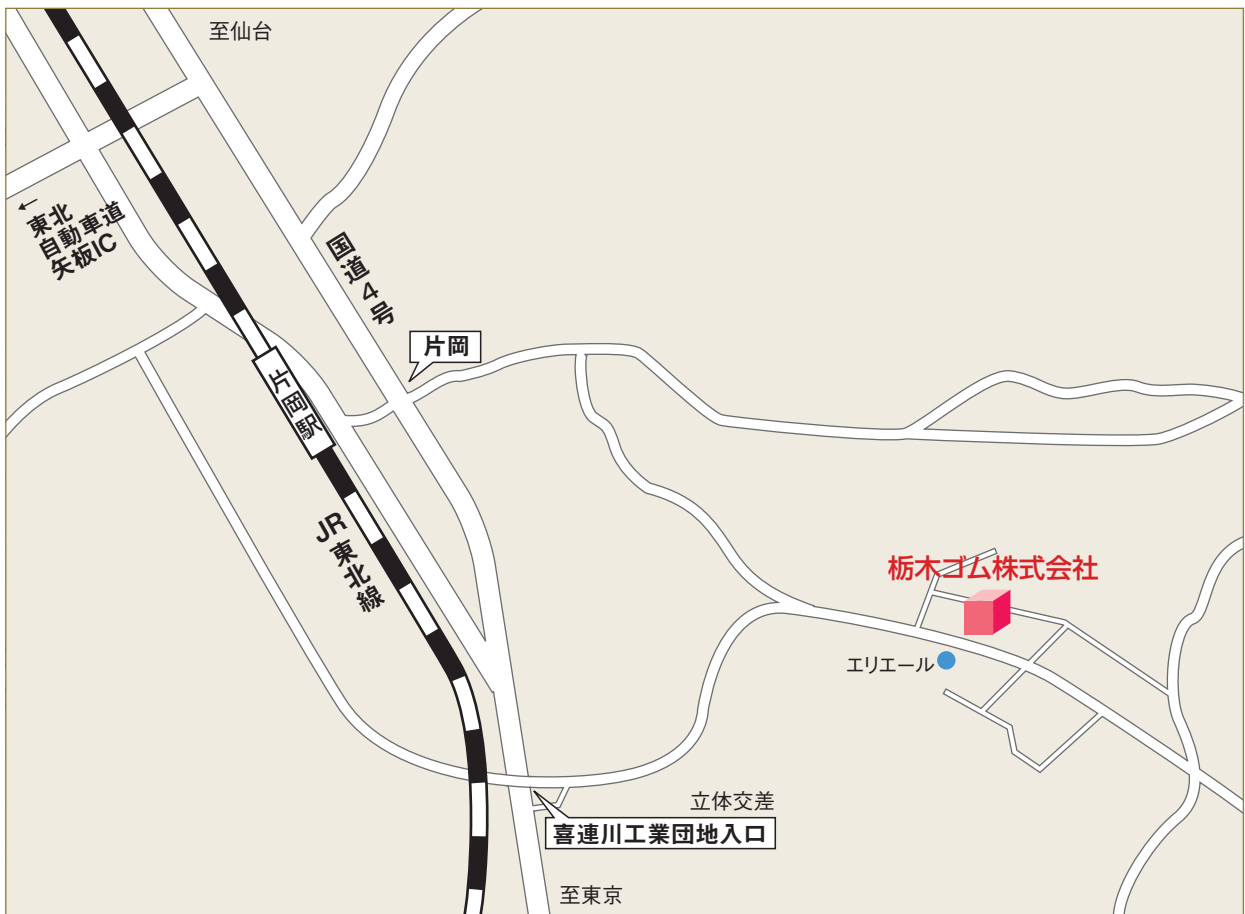 至仙台
東北
自動車道
矢板IC
国道4号
片岡
片岡駅
JR東北線
栃木ゴム株式会社
エリエール
立体交差
喜連川工業団地入口
至東京